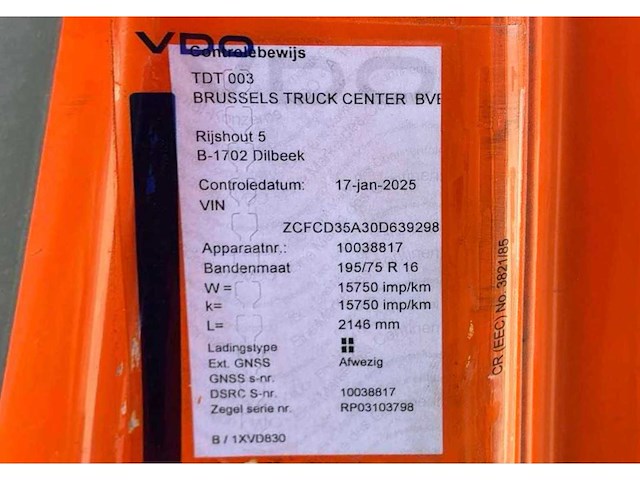 VDO
Controlebewijs
TDT 003
BRUSSELS TRUCK CENTER BVB
Rijshout 5
B-1702 Dilbeek
Controledatum: 17-jan-2025
VIN
ZCFCD35A30D639298
Apparaatnr.: 10038817
Bandenmaat 195/75 R 16
W = 15750 imp/km
k= 15750 imp/km
L= 2146 mm
Ladingstype
Ext. GNSS Afwezig
GNSS s-nr.
DSRC S-nr. 10038817
Zegel serie nr. RP03103798
B / 1XVD830
CR (EEC) No. 3821/85